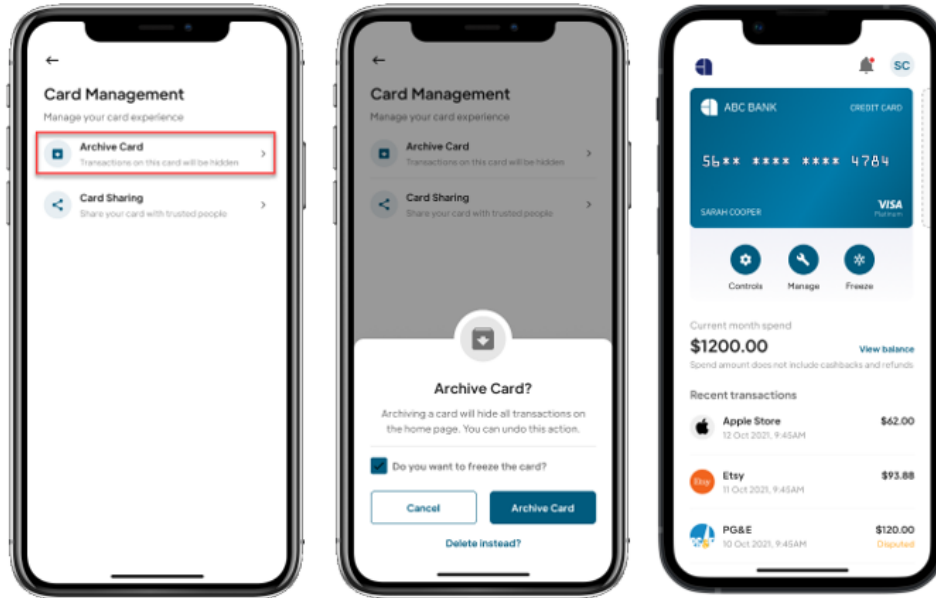 Card Management
Manage your card experience
Archive Card
Transactions on this card will be hidden
Card Sharing
Share your card with trusted people
Card Management
Manage your card experience
Archive Card
Transactions on this card will be hidden
Card Sharing
Share your card with trusted people
Archive Card?
Archiving a card will hide all transactions on
the home page. You can undo this action.
Do you want to freeze the card?
Cancel
Archive Card
Delete instead?
SC
ABC BANK
CREDIT CARD
56** **** **** 4784
SARAH COOPER
VISA
Platinum
Controls
Manage
Freeze
Current month spend
$1200.00
View balance
Spend amount does not include cashbacks and refunds
Recent transactions
Apple Store
$62.00
12 Oct 2021, 9:45AM
Etsy
Etsy
$93.88
11 Oct 2021, 9:45AM
PG&E
$120.00
10 Oct 2021, 9:45AM
Disputed